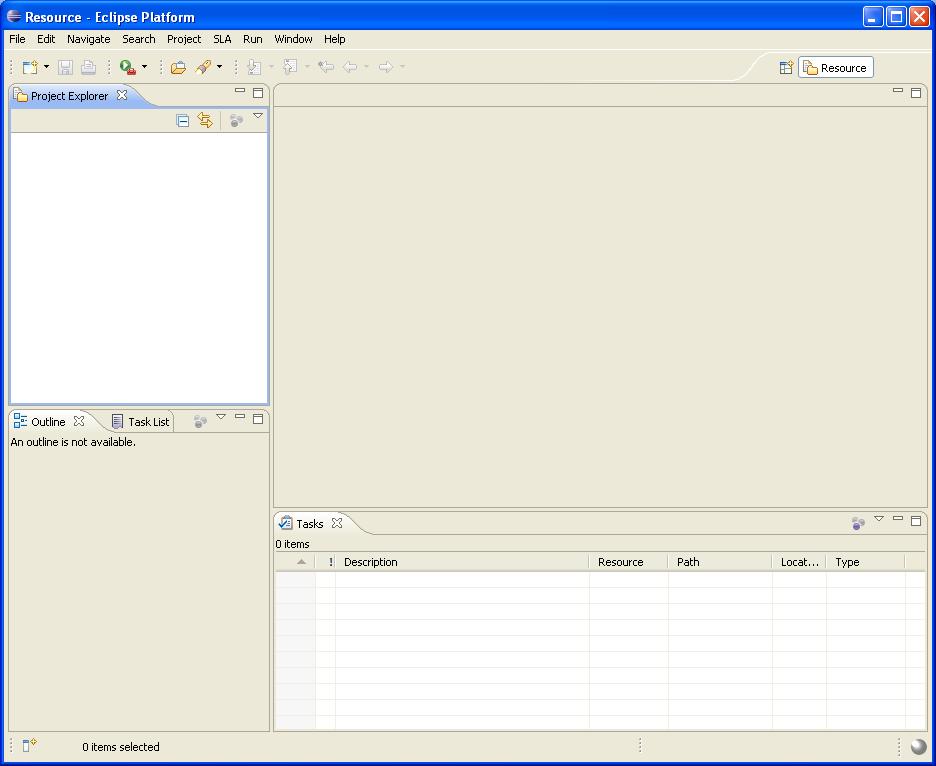 Resource - Eclipse Platform
File Edit Navigate Search Project SLA Run Window Help
Resource
Project Explorer
Outline Task List
An outline is not available.
Tasks
0 items
! Description Resource Path Locat... Type
0 items selected